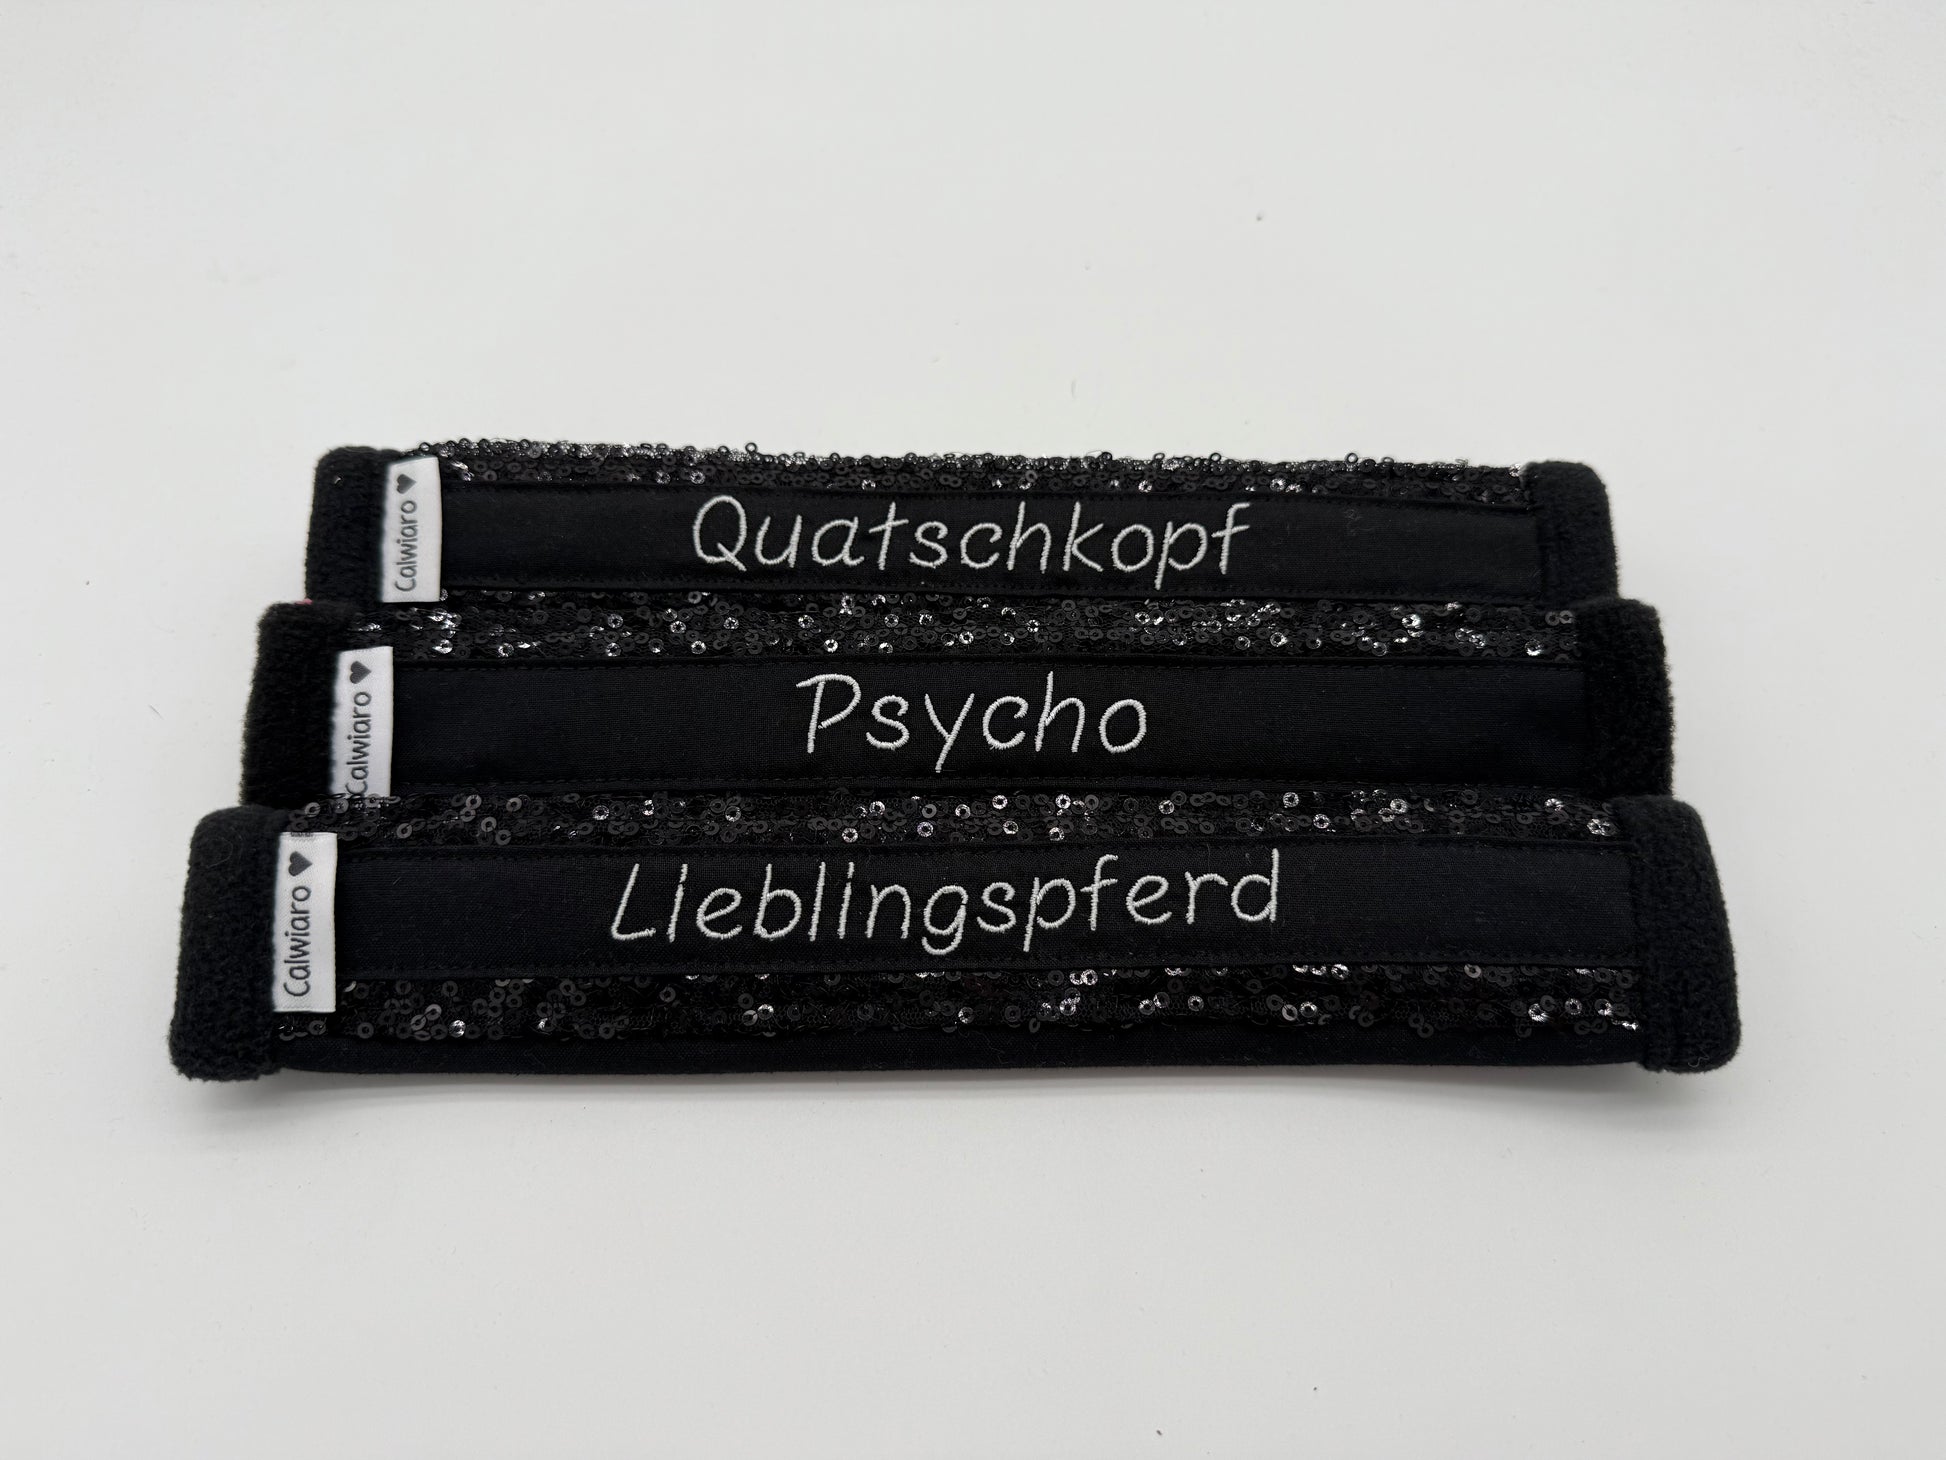 Calwiaro ♥
Quatschkopf
Calwiaro ♥
Psycho
Calwiaro ♥
Lieblingspferd